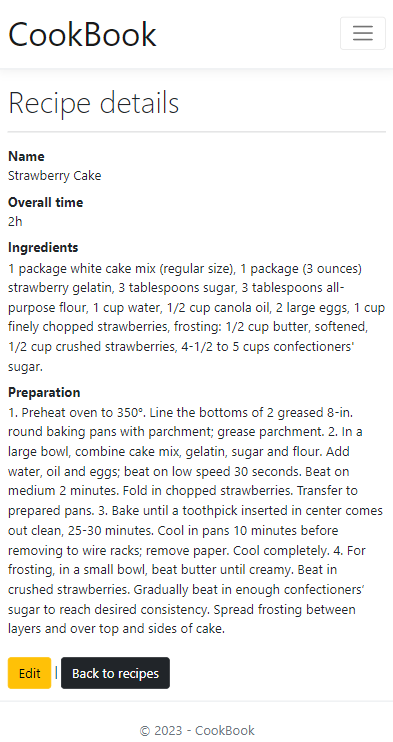 CookBook
Recipe details
Name
Strawberry Cake
Overall time
2h
Ingredients
1 package white cake mix (regular size), 1 package (3 ounces)
strawberry gelatin, 3 tablespoons sugar, 3 tablespoons all-
purpose flour, 1 cup water, 1/2 cup canola oil, 2 large eggs, 1 cup
finely chopped strawberries, frosting: 1/2 cup butter, softened,
1/2 cup crushed strawberries, 4-1/2 to 5 cups confectioners'
sugar.
Preparation
1. Preheat oven to 350°. Line the bottoms of 2 greased 8-in.
round baking pans with parchment; grease parchment. 2. In a
large bowl, combine cake mix, gelatin, sugar and flour. Add
water, oil and eggs; beat on low speed 30 seconds. Beat on
medium 2 minutes. Fold in chopped strawberries. Transfer to
prepared pans. 3. Bake until a toothpick inserted in center comes
out clean, 25-30 minutes. Cool in pans 10 minutes before
removing to wire racks; remove paper. Cool completely. 4. For
frosting, in a small bowl, beat butter until creamy. Beat in
crushed strawberries. Gradually beat in enough confectioners’
sugar to reach desired consistency. Spread frosting between
layers and over top and sides of cake.
Edit | Back to recipes
© 2023 - CookBook